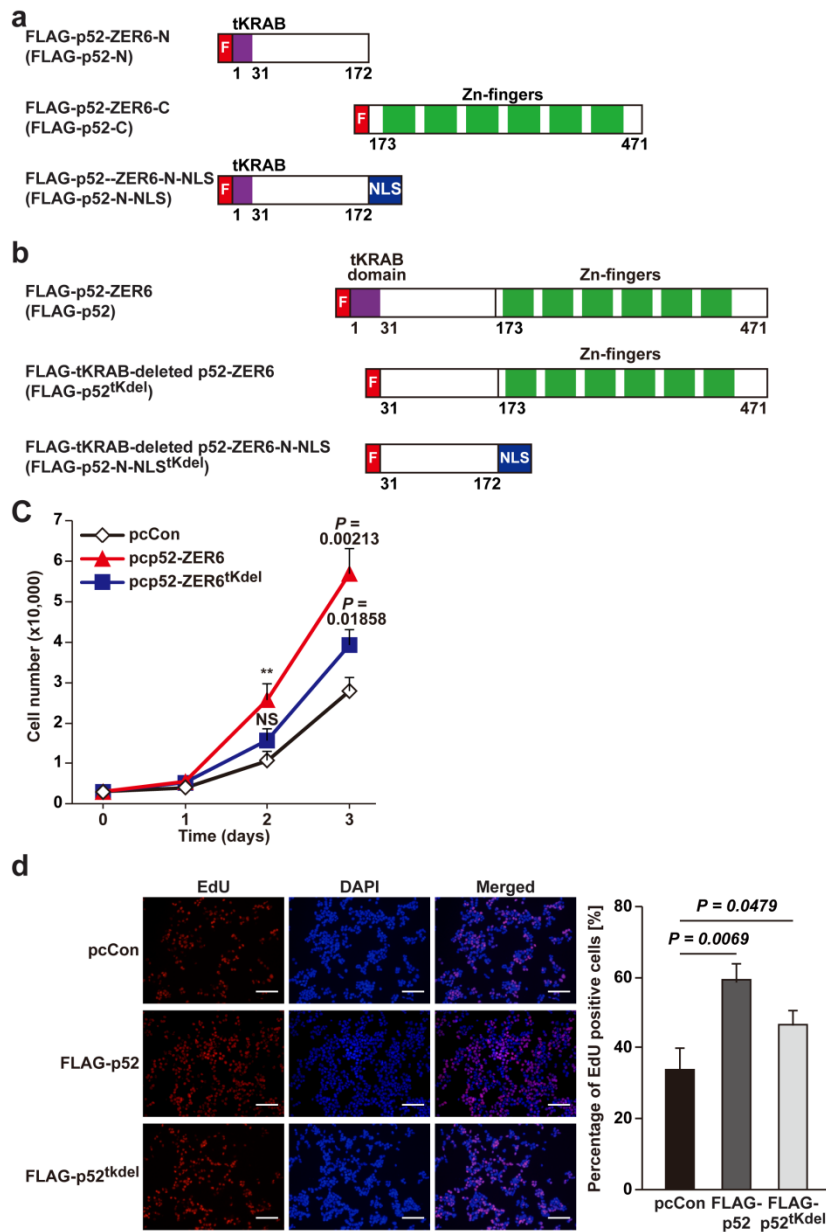 a
FLAG-p52-ZER6-N
(FLAG-p52-N)
tKRAB
F
1 31 172
FLAG-p52-ZER6-C
(FLAG-p52-C)
Zn-fingers
F
173 471
FLAG-p52--ZER6-N-NLS
(FLAG-p52-N-NLS)
tKRAB
F NLS
1 31 172
b
FLAG-p52-ZER6
(FLAG-p52)
tKRAB
domain
Zn-fingers
F
1 31 173 471
FLAG-tKRAB-deleted p52-ZER6
(FLAG-p52tKdel)
Zn-fingers
F
31 173 471
FLAG-tKRAB-deleted p52-ZER6-N-NLS
(FLAG-p52-N-NLStKdel)
F NLS
31 172
C
pcCon
pcp52-ZER6
pcp52-ZER6tKdel
P =
0.00213
P =
0.01858
**
NS
Cell number (x10,000)
7
6
5
4
3
2
1
0
0 1 2 3
Time (days)
d
EdU DAPI Merged
pcCon
FLAG-p52
FLAG-p52tkdel
Percentage of EdU positive cells [%]
80
60
40
20
0
P = 0.0479
P = 0.0069
pcCon FLAG- FLAG-
p52 p52tKdel